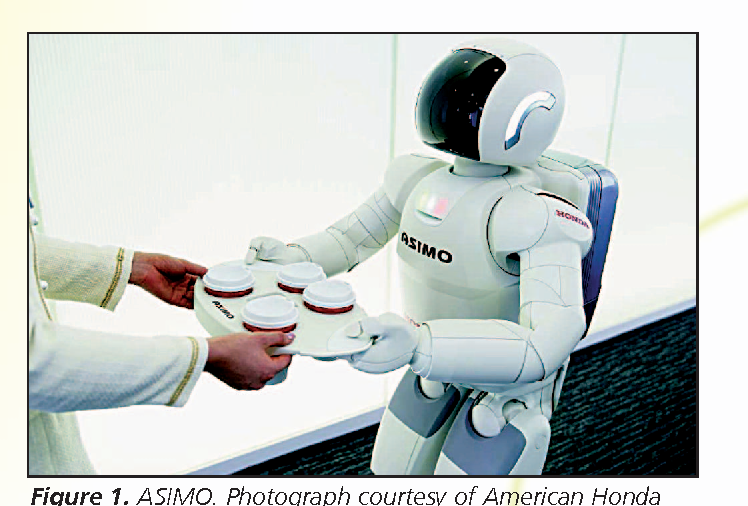 HONDA
ASIMO
ASIMO
Figure 1. ASIMO. Photograph courtesy of American Honda